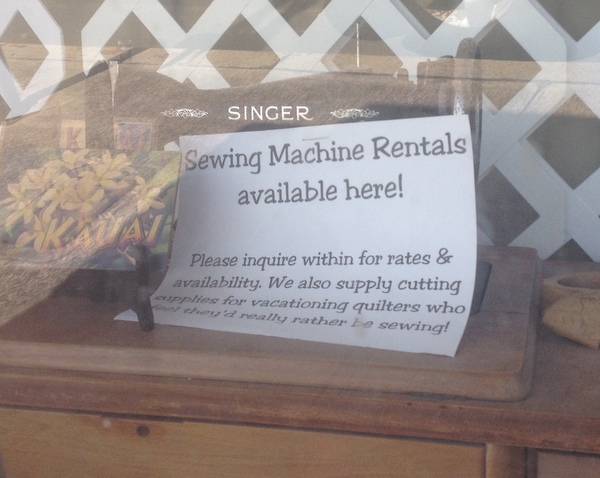 SINGER
Sewing Machine Rentals
available here!
Please inquire within for rates &
availability. We also supply cutting
supplies for vacationing quilters who
feel they'd really rather be sewing!
KAUAI